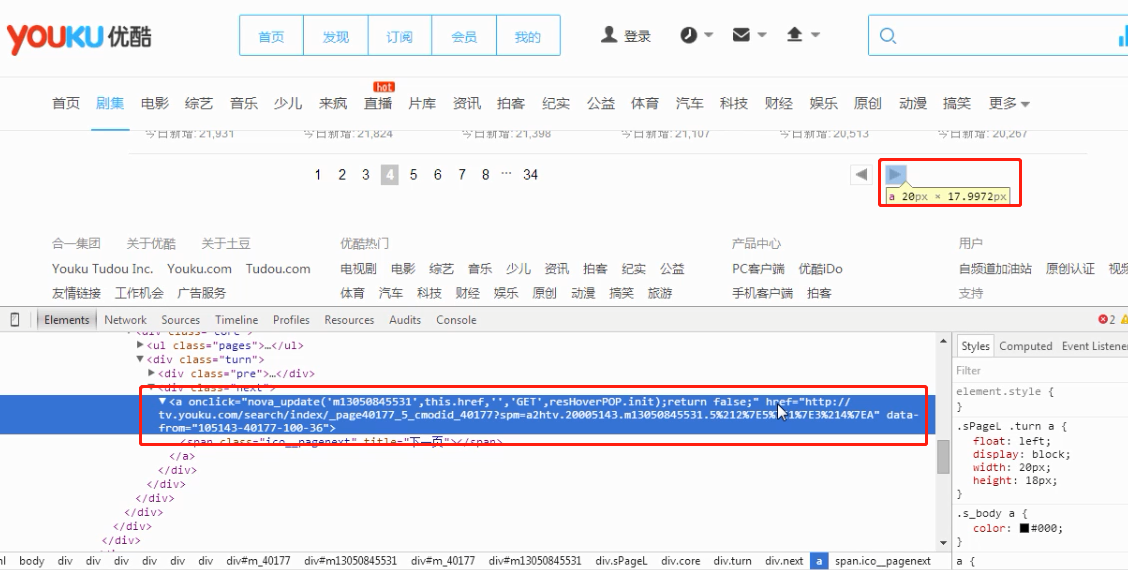 YOUKU 优酷
首页 发现 订阅 会员 我的
登录
首页 剧集 电影 综艺 音乐 少儿 来疯 直播 hot 片库 资讯 拍客 纪实 公益 体育 汽车 科技 财经 娱乐 原创 动漫 搞笑 更多
今日新增: 21,931 今日新增: 21,824 今日新增: 21,398 今日新增: 21,107 今日新增: 20,513 今日新增: 20,267
1 2 3 4 5 6 7 8 ... 34
a 20px × 17.9972px
合一集团 关于优酷 关于土豆 优酷热门 产品中心 用户
Youku Tudou Inc. Youku.com Tudou.com 电视剧 电影 综艺 音乐 少儿 资讯 拍客 纪实 公益 PC客户端 优酷iDo 自频道加油站 原创认证 视频
友情链接 工作机会 广告服务 体育 汽车 科技 财经 娱乐 原创 动漫 搞笑 旅游 手机客户端 拍客 支持
Elements Network Sources Timeline Profiles Resources Audits Console 2
<div class="core">
<ul class="pages">…</ul>
<div class="turn">
<div class="pre">…</div>
<div class="next">
<a onclick="nova_update('m13050845531',this.href,'','GET',resHoverPOP.init);return false;" href="http://
tv.youku.com/search/index/_page40177_5_cmodid_40177?spm=a2htv.20005143.m13050845531.5%212%7E5%7E1%7E3%214%7EA" data-
from="105143-40177-100-36">
<span class="ico__pagenext" title="下一页"></span>
</a>
</div>
</div>
</div>
</div>
</div>
</div>
Styles Computed Event Listener
Filter
element.style {
}
.sPageL .turn a {
float: left;
display: block;
width: 20px;
height: 18px;
}
.s_body a {
color: #000;
}
a {
body div div div div div div div#m_40177 div#m13050845531 div#m_40177 div#m13050845531 div.sPageL div.core div.turn div.next a span.ico__pagenext